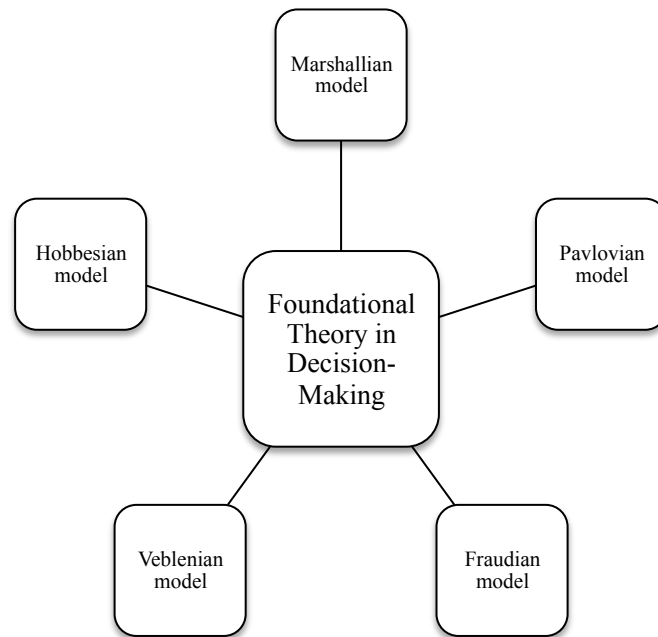 Marshallian
model
Hobbesian
model
Pavlovian
model
Foundational
Theory in
Decision-
Making
Veblenian
model
Fraudian
model